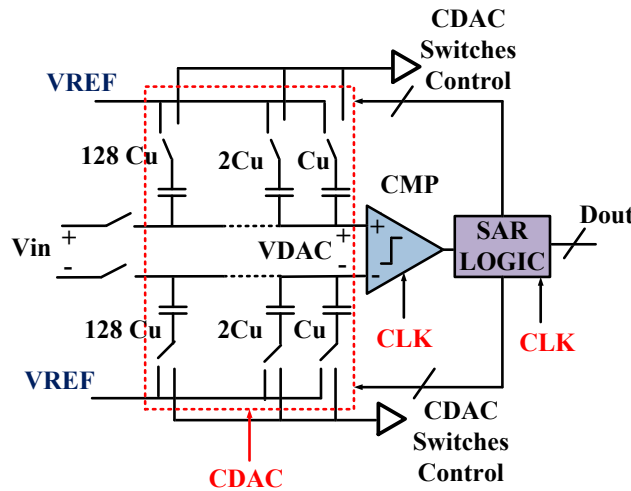 CDAC
Switches
Control
VREF
128 Cu
2Cu
Cu
CMP
Vin
+
-
VDAC
+
-
+
-
SAR
LOGIC
Dout
128 Cu
2Cu
Cu
CLK
CLK
VREF
CDAC
Switches
Control
CDAC